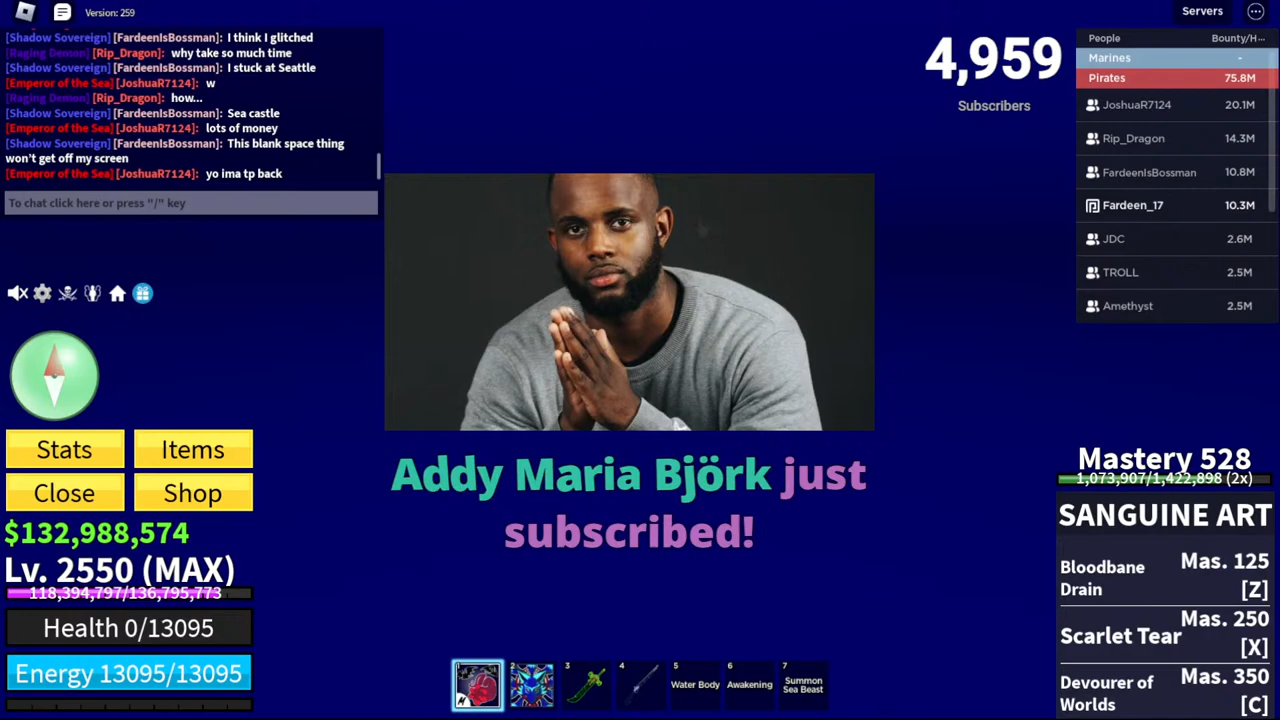 Version: 259
Servers
[Shadow Sovereign] [FardeenIsBossman]: I think I glitched
[Raging Demon] [Rip_Dragon]: why take so much time
[Shadow Sovereign] [FardeenIsBossman]: I stuck at Seattle
[Emperor of the Sea] [JoshuaR7124]: w
[Raging Demon] [Rip_Dragon]: how...
[Shadow Sovereign] [FardeenIsBossman]: Sea castle
[Emperor of the Sea] [JoshuaR7124]: lots of money
[Shadow Sovereign] [FardeenIsBossman]: This blank space thing
won't get off my screen
[Emperor of the Sea] [JoshuaR7124]: yo ima tp back
To chat click here or press "/" key
4,959
Subscribers
People Bounty/H...
Marines -
Pirates 75.8M
JoshuaR7124 20.1M
Rip_Dragon 14.3M
FardeenIsBossman 10.8M
Fardeen_17 10.3M
JDC 2.6M
TROLL 2.5M
Amethyst 2.5M
Addy Maria Björk just
subscribed!
Stats Items
Close Shop
$132,988,574
Lv. 2550 (MAX)
118,394,797/136,795,773
Health 0/13095
Energy 13095/13095
1
2
3
4
5 Water Body
6 Awakening
7 Summon
Sea Beast
Mastery 528
1,073,907/1,422,898 (2x)
SANGUINE ART
Bloodbane
Drain
Mas. 125
[Z]
Scarlet Tear
Mas. 250
[X]
Devourer of
Worlds
Mas. 350
[C]